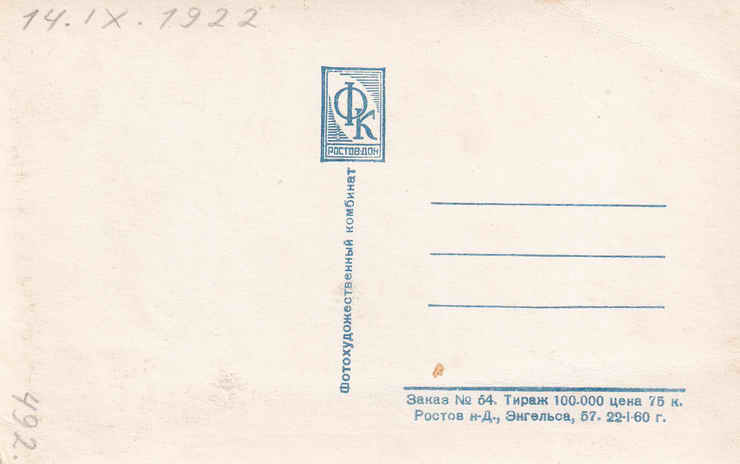 14.IX.1922
ФК
РОСТОВ-ДОН
Фотохудожественный комбинат
Заказ № 64. Тираж 100.000 цена 75 к.
Ростов н-Д., Энгельса, 57. 22-I-60 г.
492.